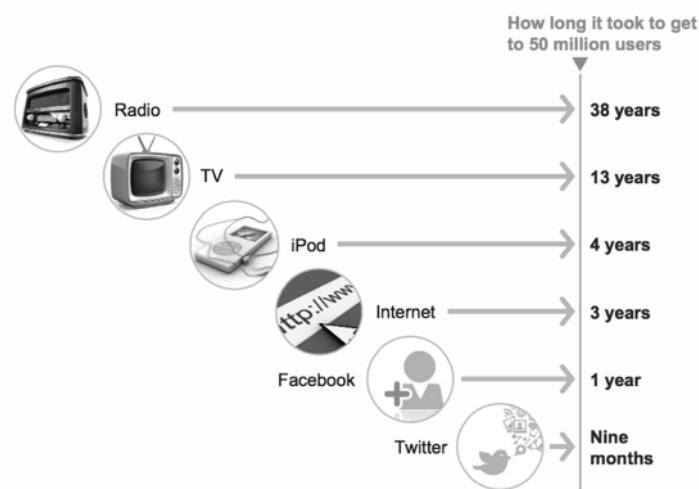 How long it took to get
to 50 million users
Radio
38 years
TV
13 years
iPod
4 years
http://www
Internet
3 years
Facebook
1 year
Twitter
Nine
months